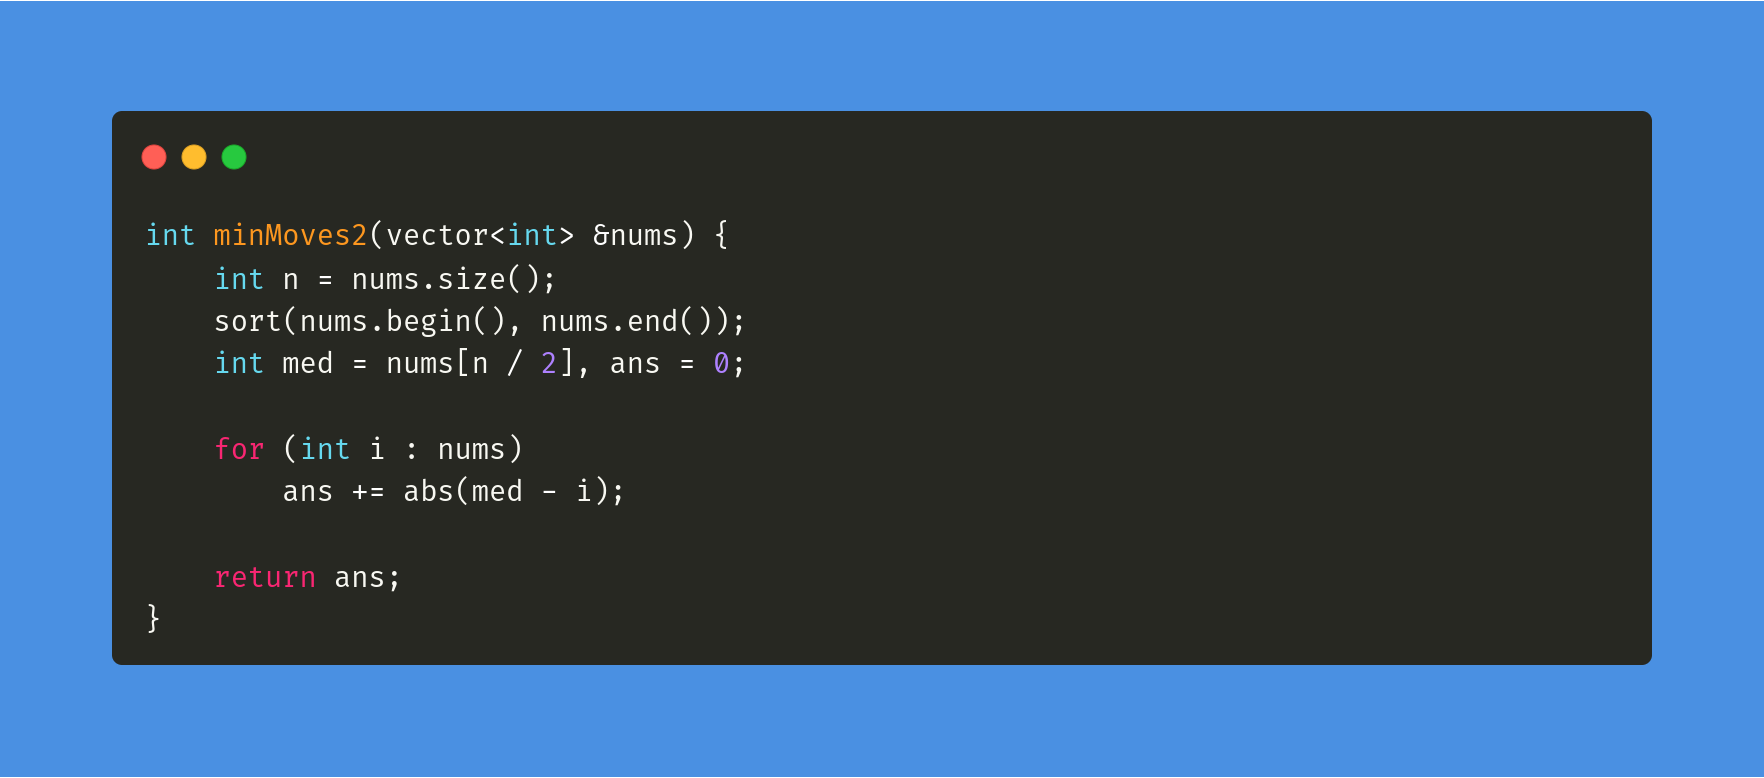 int minMoves2(vector<int> &nums) {
    int n = nums.size();
    sort(nums.begin(), nums.end());
    int med = nums[n / 2], ans = 0;

    for (int i : nums)
        ans += abs(med - i);

    return ans;
}